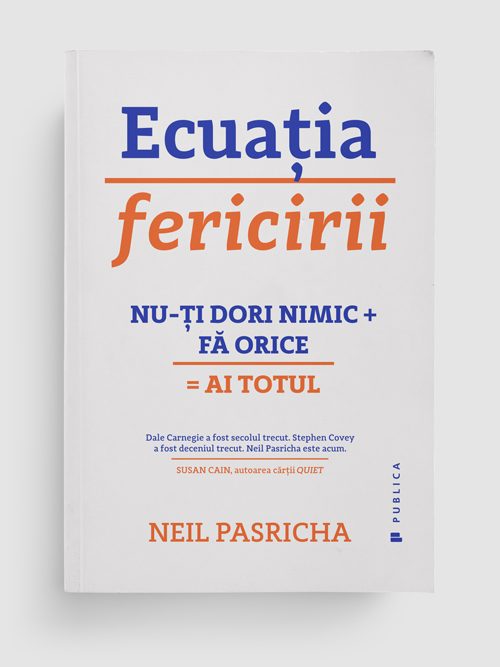 Ecuația
fericirii
NU-ȚI DORI NIMIC +
FĂ ORICE
= AI TOTUL
Dale Carnegie a fost secolul trecut. Stephen Covey
a fost deceniul trecut. Neil Pasricha este acum.
SUSAN CAIN, autoarea cărții QUIET
NEIL PASRICHA
PUBLICA